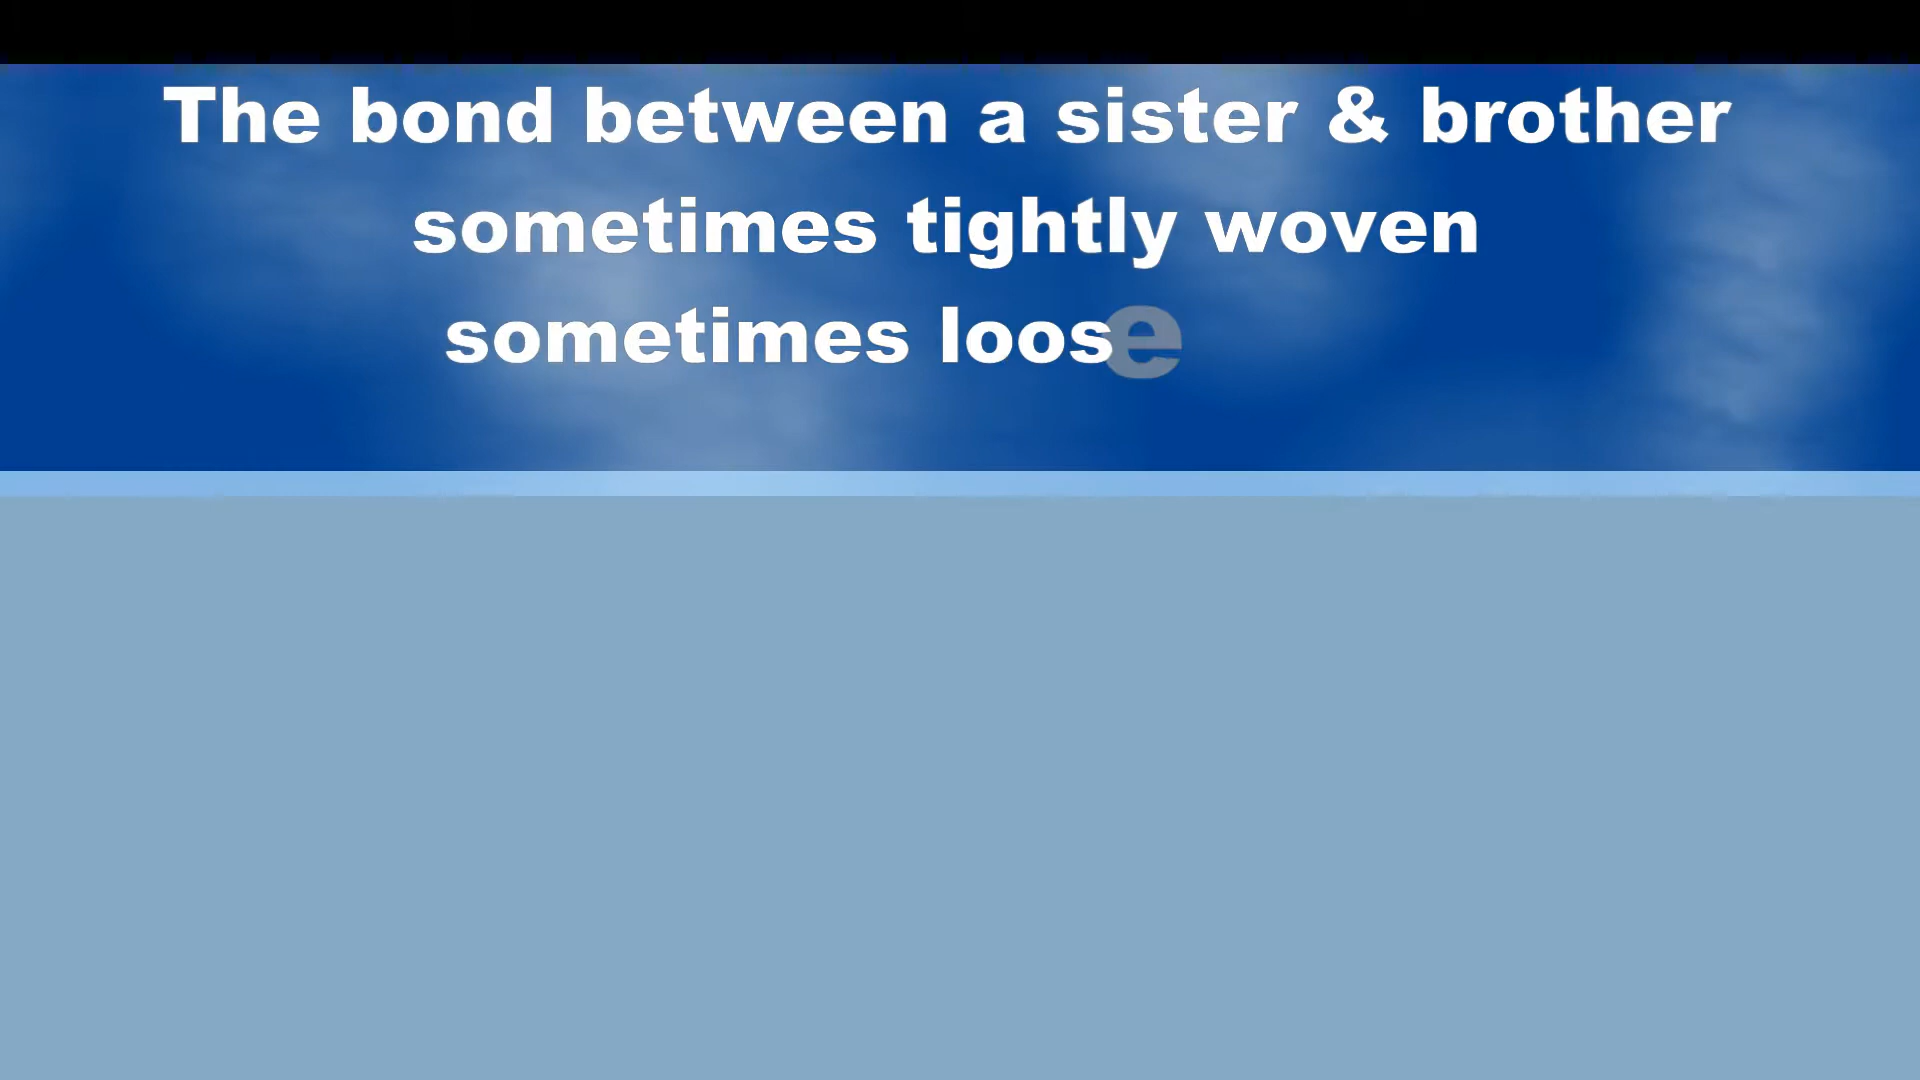 The bond between a sister & brother
sometimes tightly woven
sometimes loose